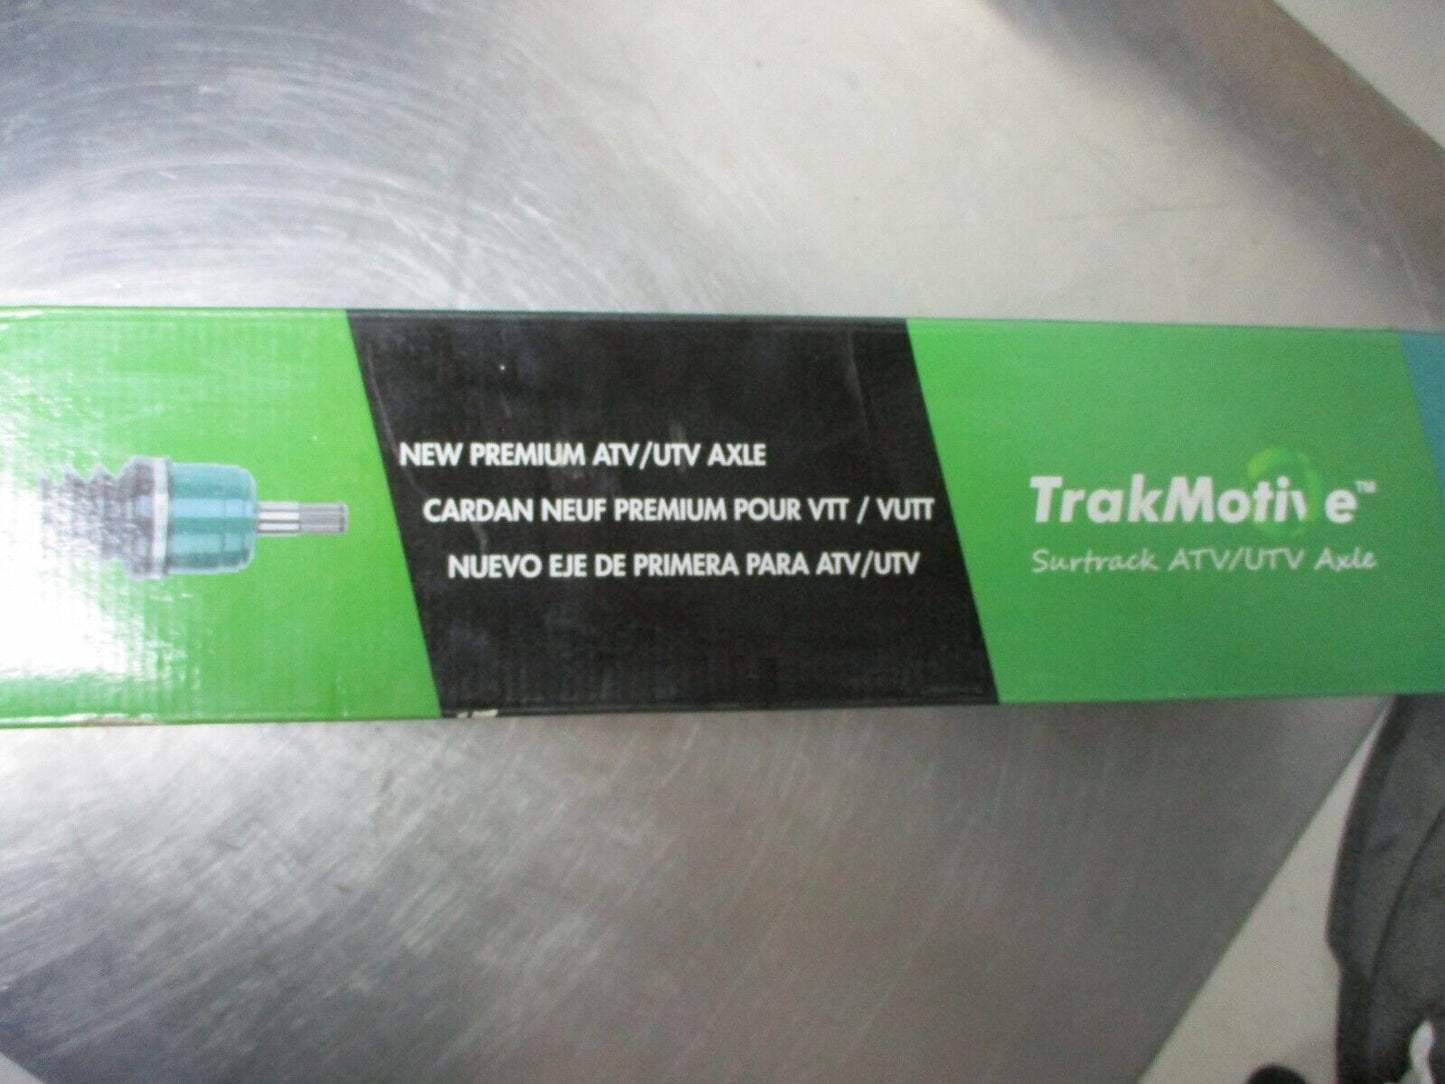 NEW PREMIUM ATV/UTV AXLE
CARDAN NEUF PREMIUM POUR VTT / VUTT
NUEVO EJE DE PRIMERA PARA ATV/UTV
TrakMotive™
Surtrack ATV/UTV Axle